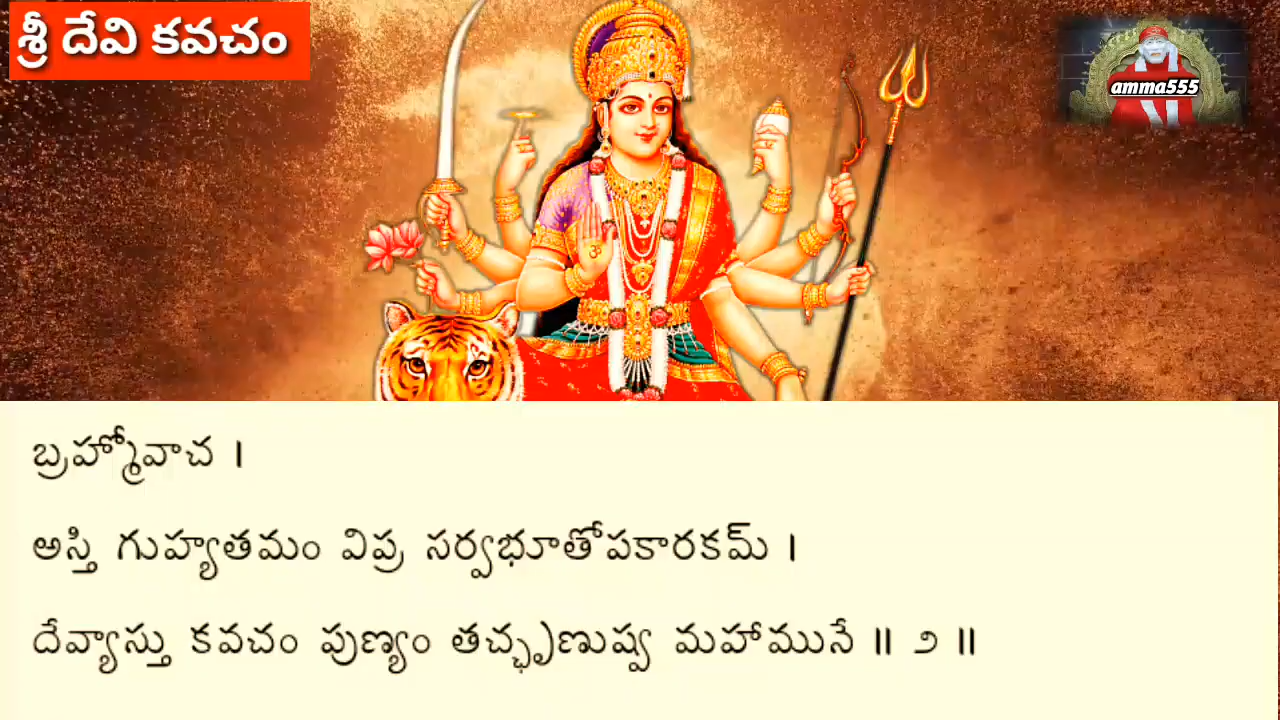 శ్రీ దేవి కవచం
amma555
బ్రహ్మోవాచ ।
అస్తి గుహ్యతమం విప్ర సర్వభూతోపకారకమ్ ।
దేవ్యాస్తు కవచం పుణ్యం తచ్ఛృణుష్వ మహామునే ॥ ౨ ॥
ॐ